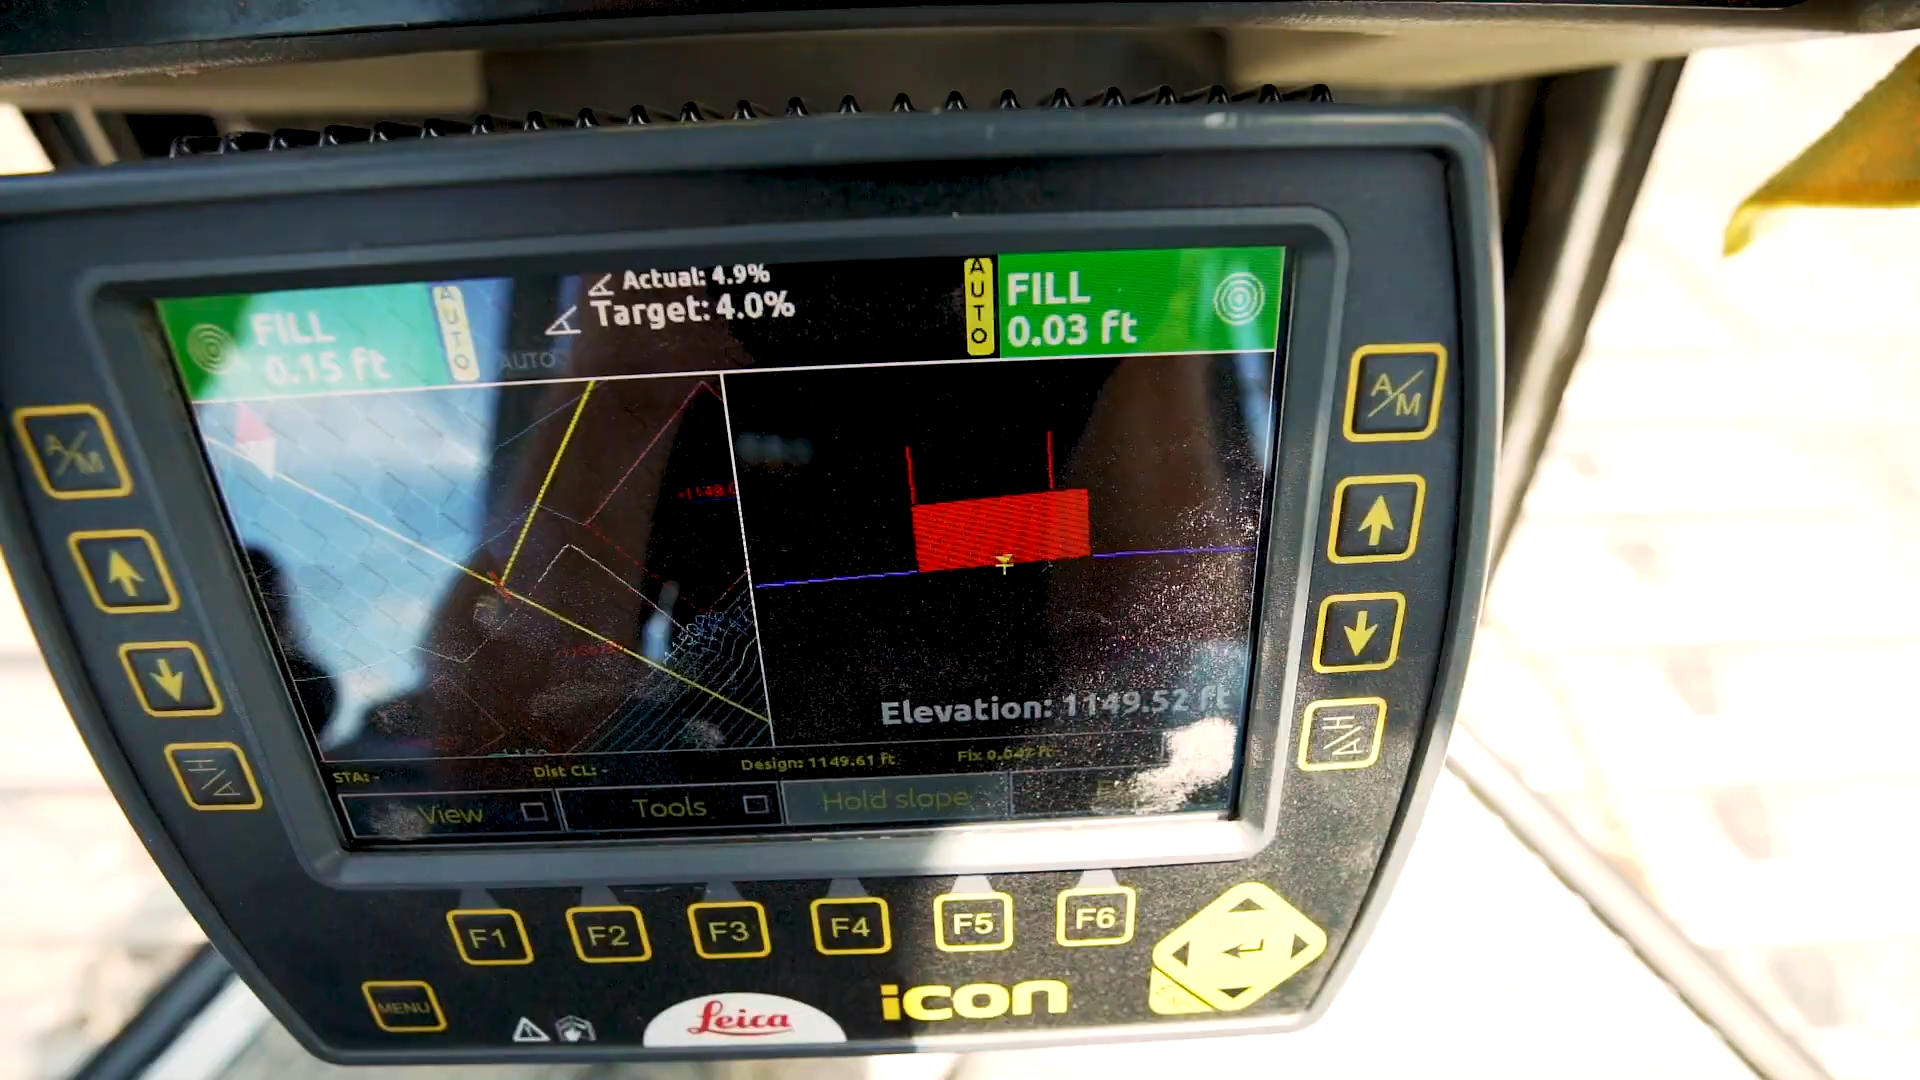 Actual: 4.9%
FILL
0.15 ft
AUTO
Target: 4.0%
AUTO
AUTO
FILL
0.03 ft
A/M
A/M
Elevation: 1149.52 ft
STA: -
Dist CL: -
Design: 1149.61 ft
View
Tools
Hold slope
A/H
A/H
F1
F2
F3
F4
F5
F6
MENU
Leica
iCON